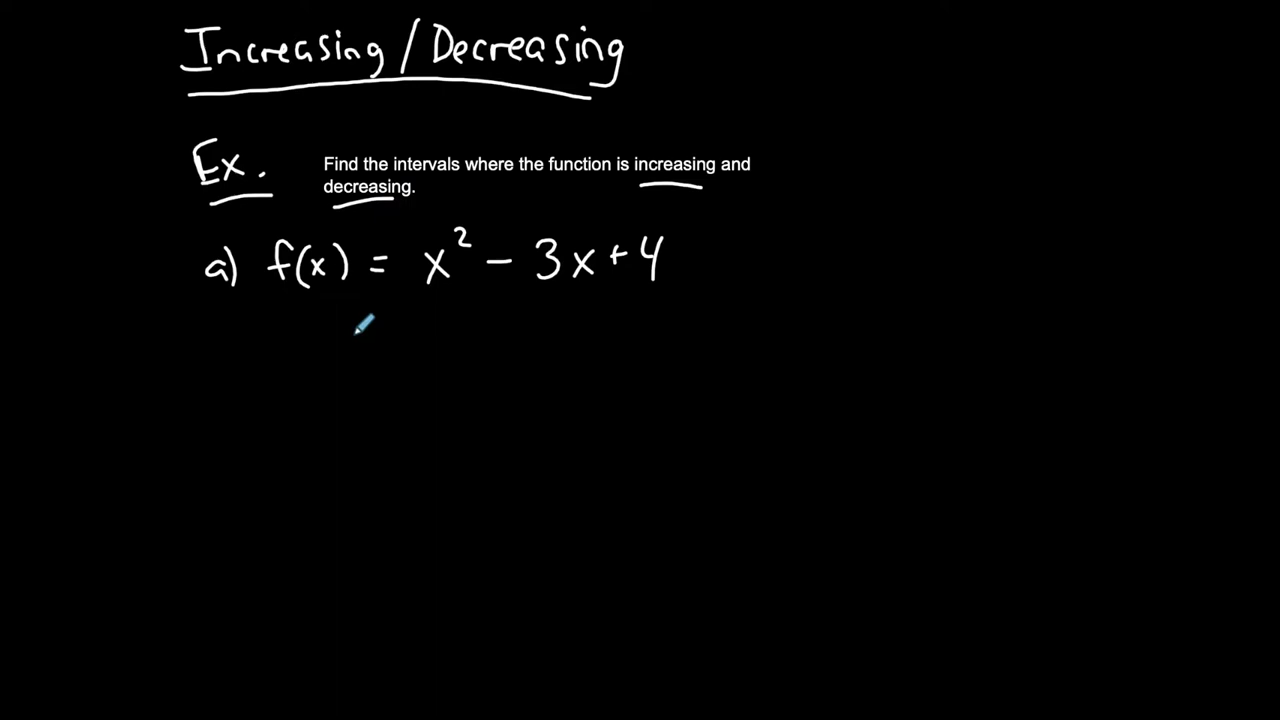 Increasing / Decreasing
Ex. Find the intervals where the function is increasing and
decreasing.
a) f(x) = x² - 3x + 4